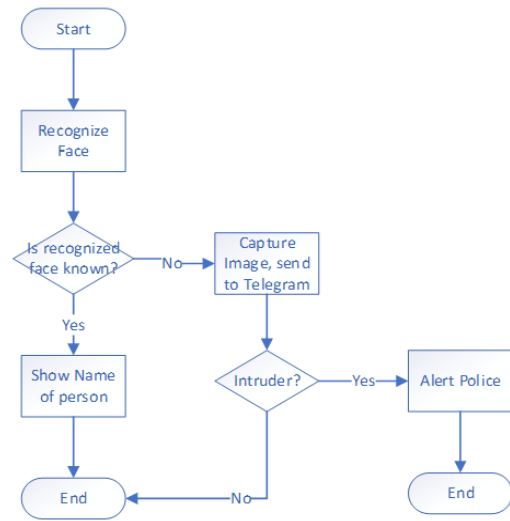 Start
Recognize
Face
Is recognized
face known?
No
Capture
Image, send
to Telegram
Yes
Show Name
of person
Intruder?
Yes
Alert Police
End
No
End